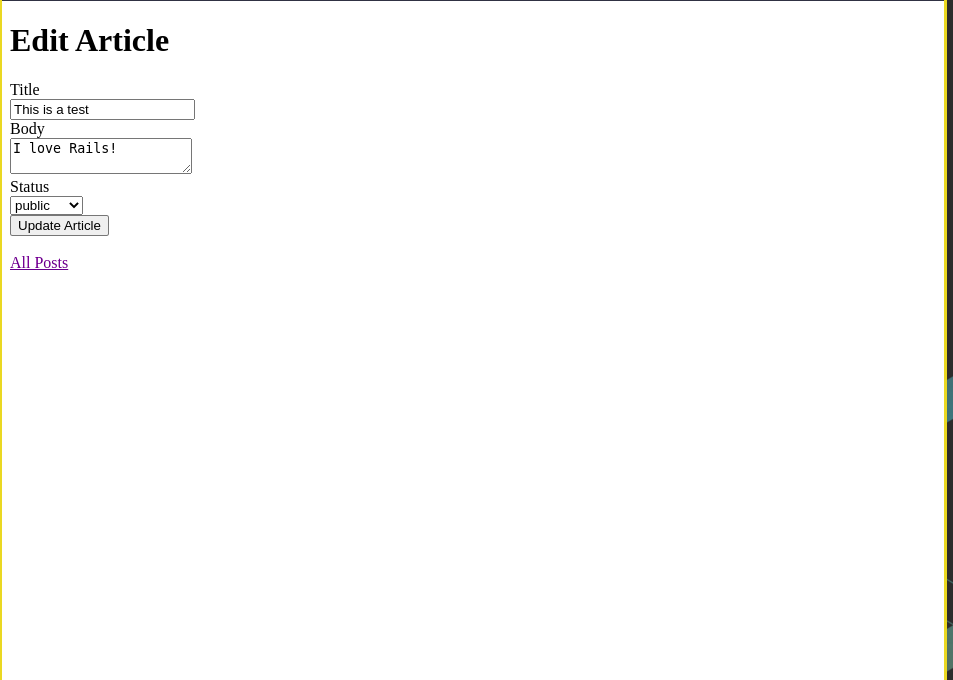 Edit Article
Title
This is a test
Body
I love Rails!
Status
public
Update Article
All Posts